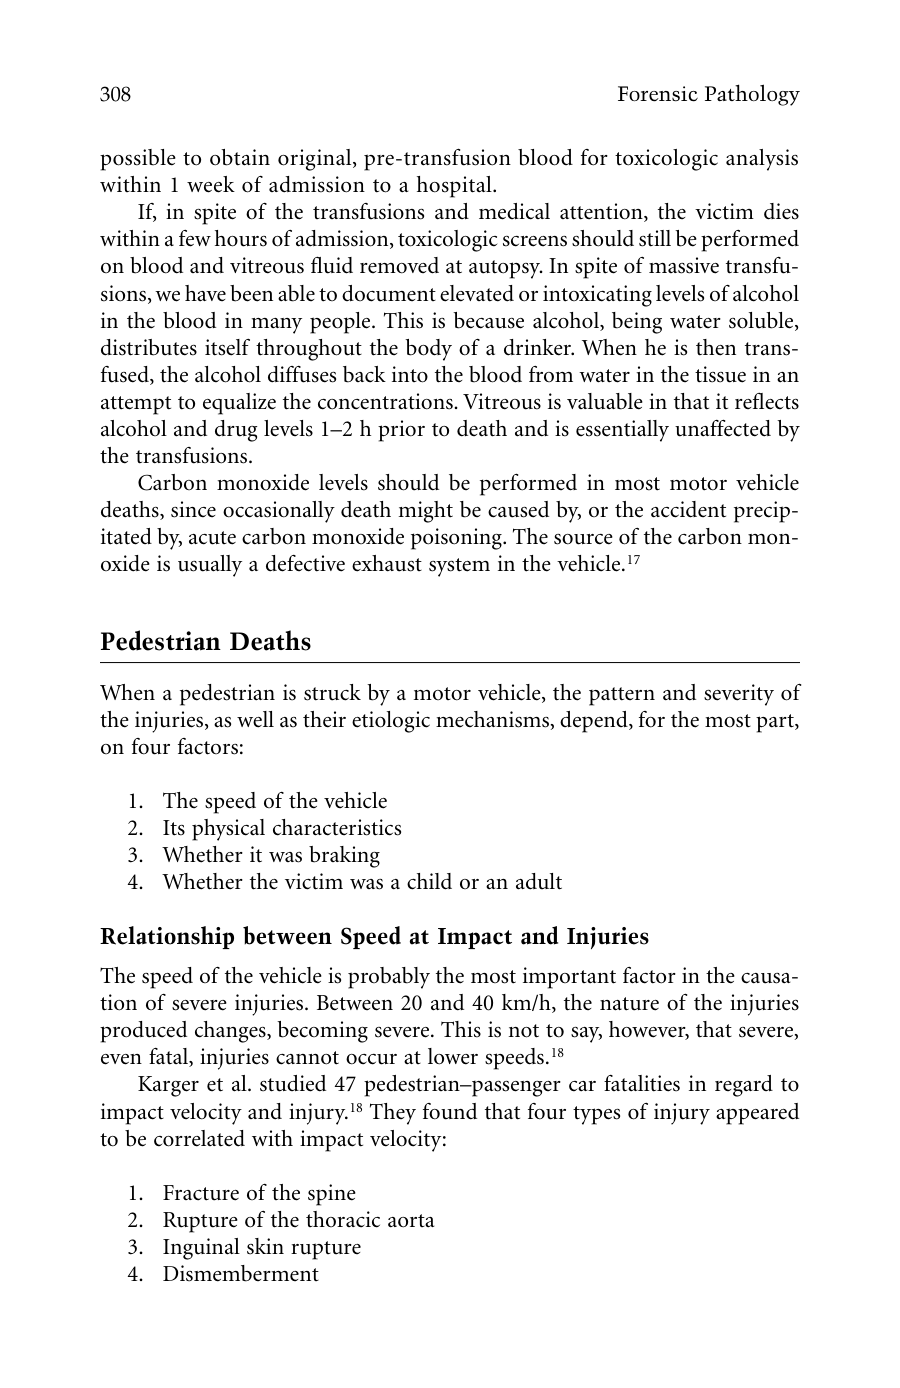 308 Forensic Pathology
possible to obtain original, pre-transfusion blood for toxicologic analysis
within 1 week of admission to a hospital.
If, in spite of the transfusions and medical attention, the victim dies
within a few hours of admission, toxicologic screens should still be performed
on blood and vitreous fluid removed at autopsy. In spite of massive transfu-
sions, we have been able to document elevated or intoxicating levels of alcohol
in the blood in many people. This is because alcohol, being water soluble,
distributes itself throughout the body of a drinker. When he is then trans-
fused, the alcohol diffuses back into the blood from water in the tissue in an
attempt to equalize the concentrations. Vitreous is valuable in that it reflects
alcohol and drug levels 1–2 h prior to death and is essentially unaffected by
the transfusions.
Carbon monoxide levels should be performed in most motor vehicle
deaths, since occasionally death might be caused by, or the accident precip-
itated by, acute carbon monoxide poisoning. The source of the carbon mon-
oxide is usually a defective exhaust system in the vehicle.17
Pedestrian Deaths
When a pedestrian is struck by a motor vehicle, the pattern and severity of
the injuries, as well as their etiologic mechanisms, depend, for the most part,
on four factors:
1. The speed of the vehicle
2. Its physical characteristics
3. Whether it was braking
4. Whether the victim was a child or an adult
Relationship between Speed at Impact and Injuries
The speed of the vehicle is probably the most important factor in the causa-
tion of severe injuries. Between 20 and 40 km/h, the nature of the injuries
produced changes, becoming severe. This is not to say, however, that severe,
even fatal, injuries cannot occur at lower speeds.18
Karger et al. studied 47 pedestrian–passenger car fatalities in regard to
impact velocity and injury.18 They found that four types of injury appeared
to be correlated with impact velocity:
1. Fracture of the spine
2. Rupture of the thoracic aorta
3. Inguinal skin rupture
4. Dismemberment